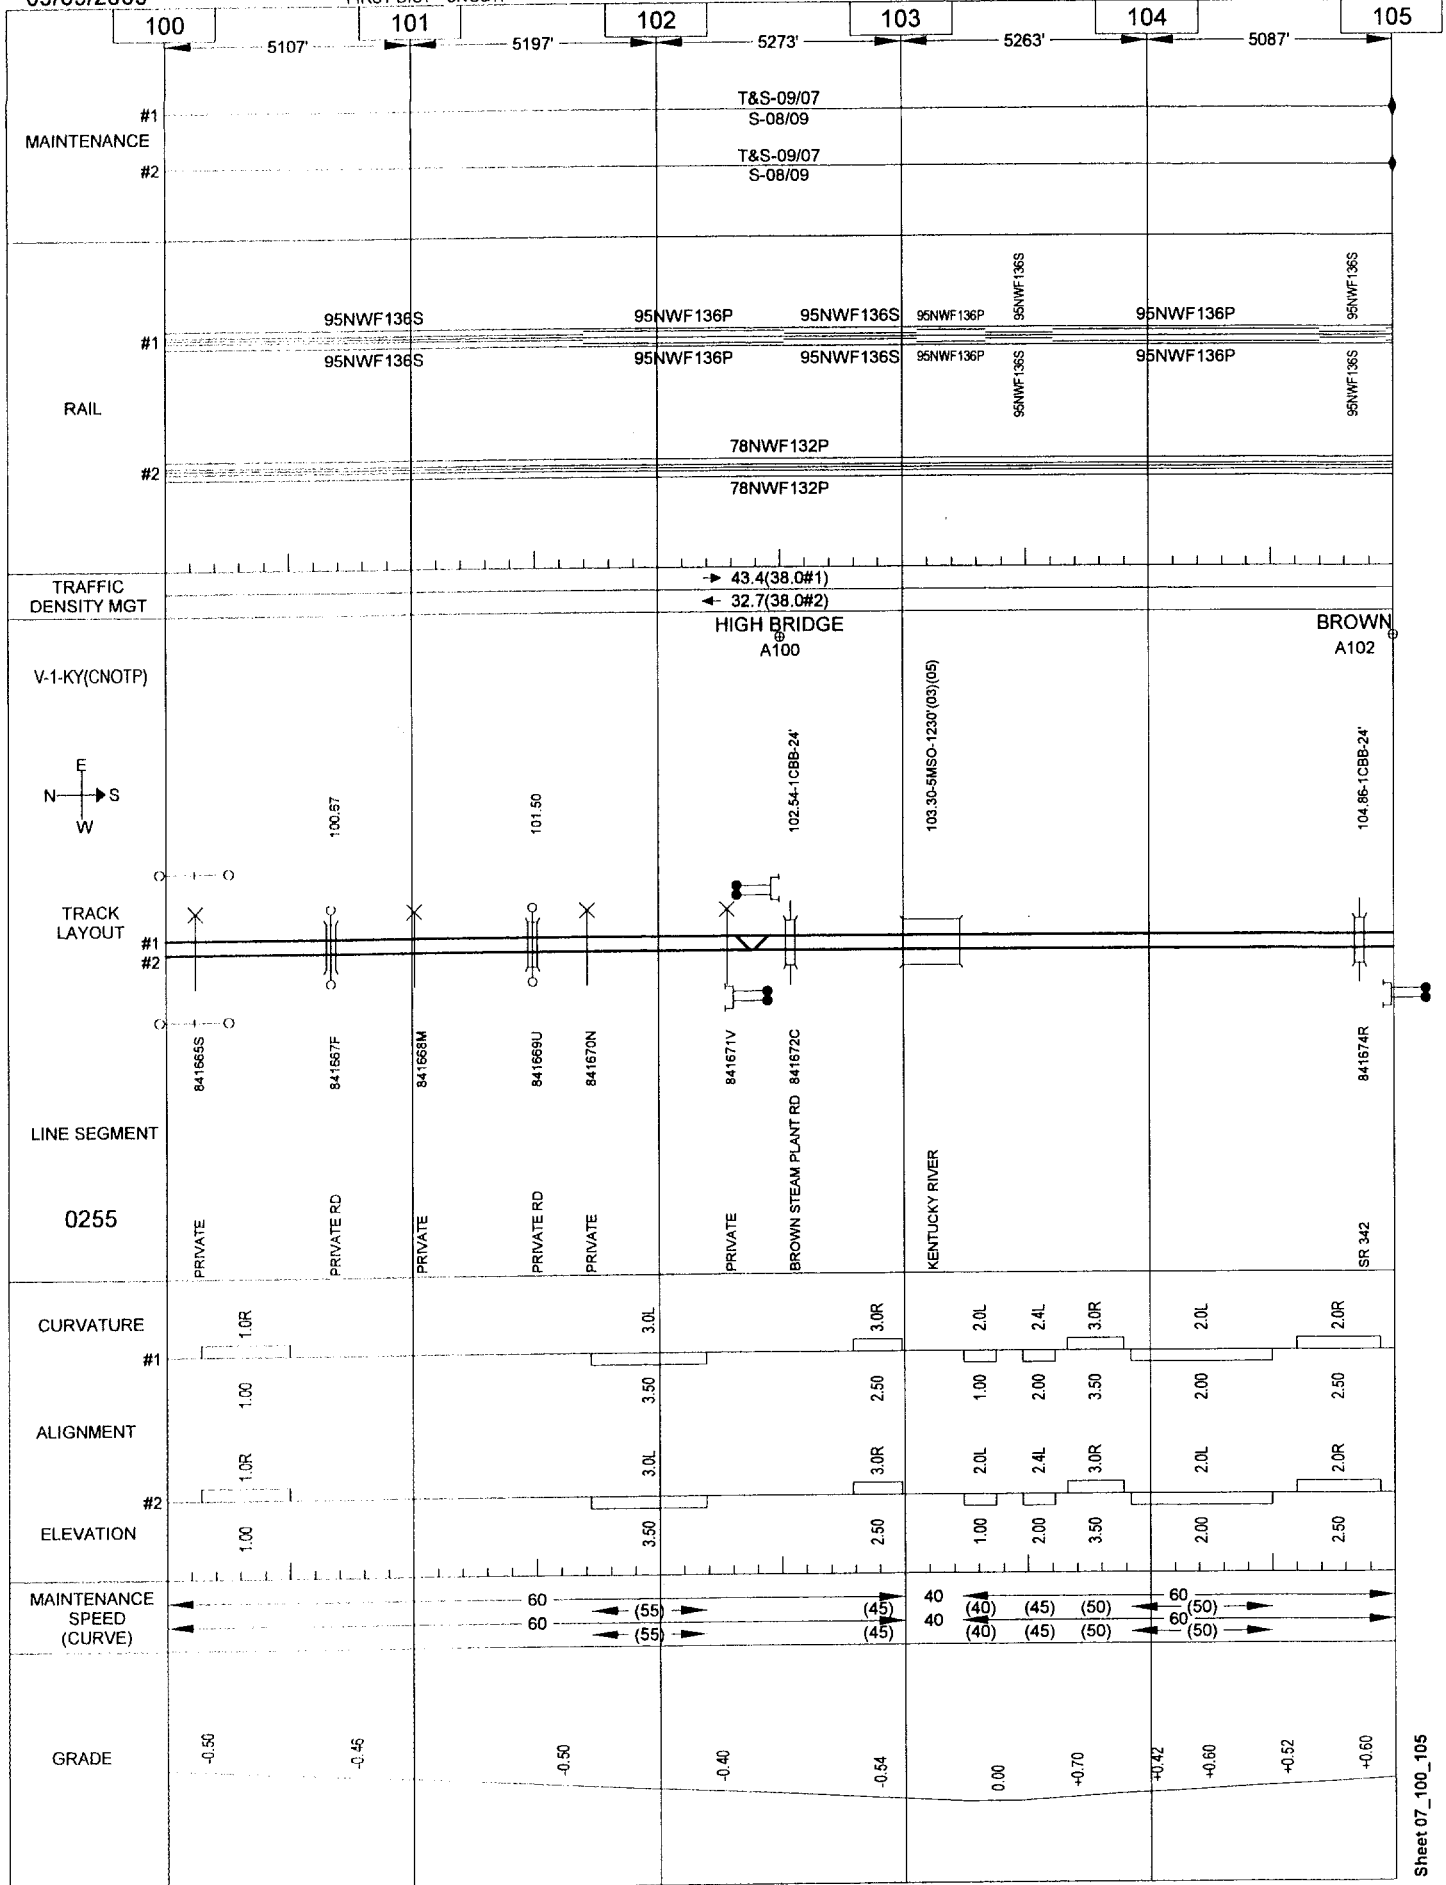 100 101 102 103 104 105
5107' 5197' 5273' 5263' 5087'
MAINTENANCE
#1
T&S-09/07
S-08/09
#2
T&S-09/07
S-08/09
RAIL
#1
95NWF136S 95NWF136P 95NWF136S 95NWF136P 95NWF136S 95NWF136P 95NWF136S
95NWF136S 95NWF136P 95NWF136S 95NWF136P 95NWF136S 95NWF136P 95NWF136S
#2
78NWF132P
78NWF132P
TRAFFIC
DENSITY MGT
43.4(38.0#1)
32.7(38.0#2)
V-1-KY(CNOTP)
HIGH BRIDGE
A100
BROWN
A102
E
N S
W
100.67
101.50
102.54-1CBB-24'
103.30-5MSO-1230'(03)(05)
104.86-1CBB-24'
TRACK
LAYOUT
#1
#2
LINE SEGMENT
0255
PRIVATE 841665S
PRIVATE RD 841667F
PRIVATE 841668M
PRIVATE RD 841669U
PRIVATE 841670N
PRIVATE 841671V
BROWN STEAM PLANT RD 841672C
KENTUCKY RIVER
SR 342 841674R
CURVATURE
#1
1.0R 3.0L 3.0R 2.0L 2.4L 3.0R 2.0L 2.0R
1.00 3.50 2.50 1.00 2.00 3.50 2.00 2.50
ALIGNMENT
#2
1.0R 3.0L 3.0R 2.0L 2.4L 3.0R 2.0L 2.0R
ELEVATION
1.00 3.50 2.50 1.00 2.00 3.50 2.00 2.50
MAINTENANCE
SPEED
(CURVE)
60 40 60
(55) (45) (40) (45) (50) (50)
60 40 60
(55) (45) (40) (45) (50) (50)
GRADE
-0.50 -0.46 -0.50 -0.40 -0.54 0.00 +0.70 +0.42 +0.60 +0.52 +0.60
Sheet 07_100_105